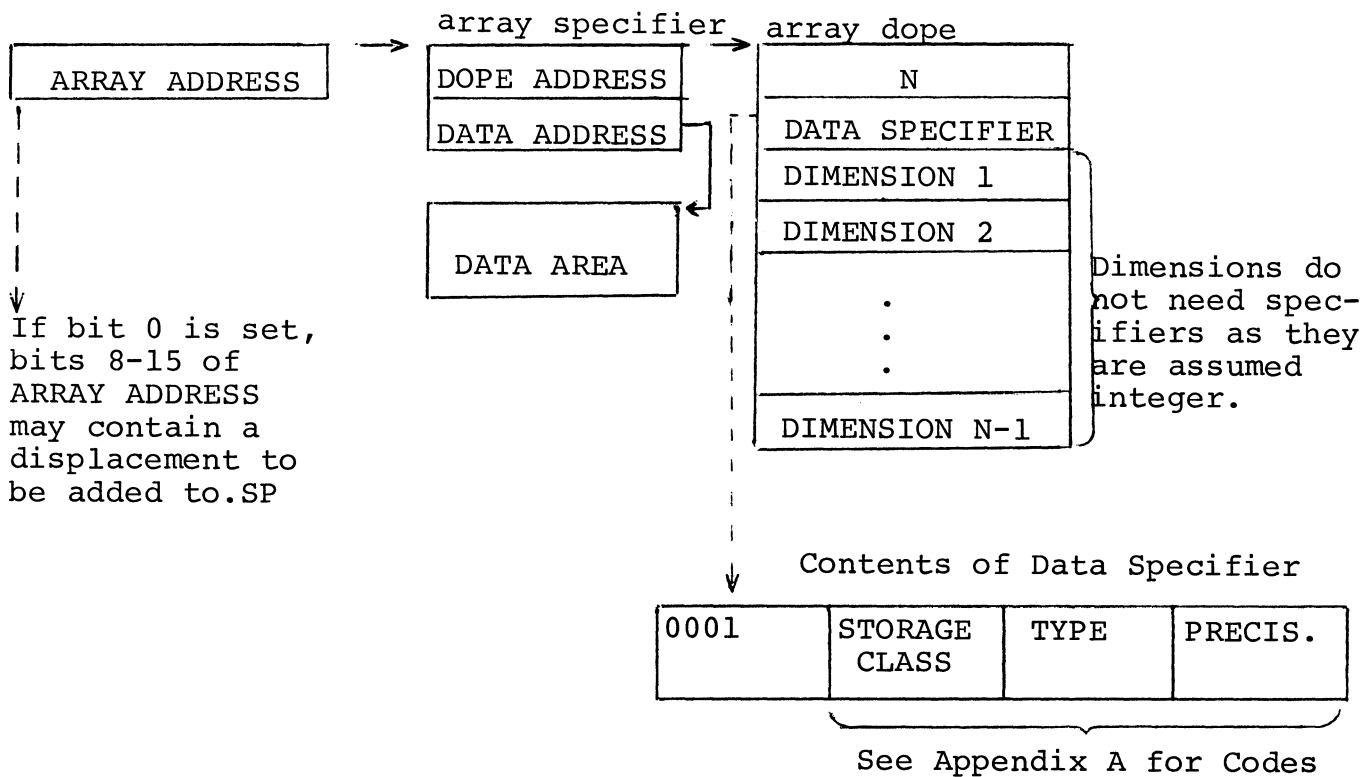 array specifier
array dope
ARRAY ADDRESS
DOPE ADDRESS
DATA ADDRESS
DATA AREA
N
DATA SPECIFIER
DIMENSION 1
DIMENSION 2
.
.
.
DIMENSION N-1
Dimensions do
not need spec-
ifiers as they
are assumed
integer.
If bit 0 is set,
bits 8-15 of
ARRAY ADDRESS
may contain a
displacement to
be added to.SP
Contents of Data Specifier
0001
STORAGE
CLASS
TYPE
PRECIS.
See Appendix A for Codes